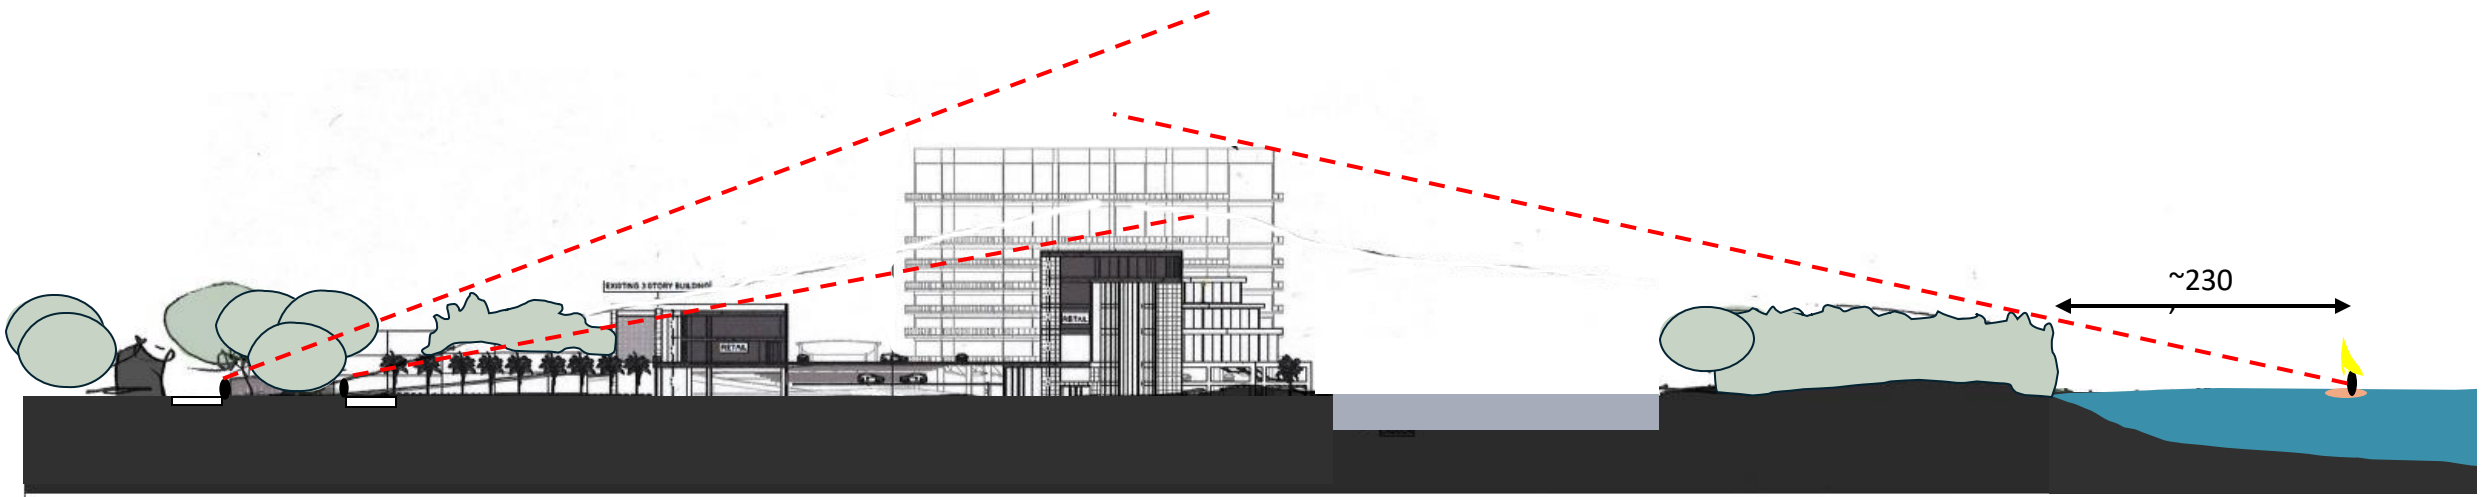 ~230
'
EXISTING 3 STORY BUILDING
RETAIL
RETAIL